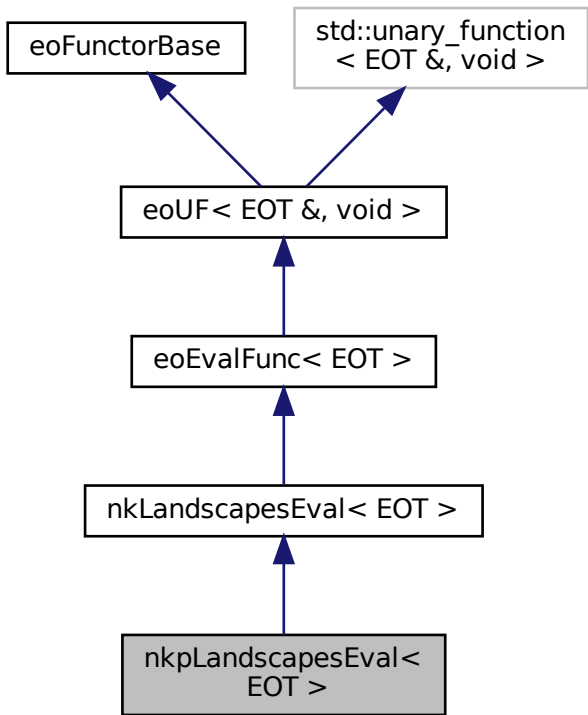 eoFunctorBase
std::unary_function
< EOT &, void >
eoUF< EOT &, void >
eoEvalFunc< EOT >
nkLandscapesEval< EOT >
nkpLandscapesEval<
EOT >